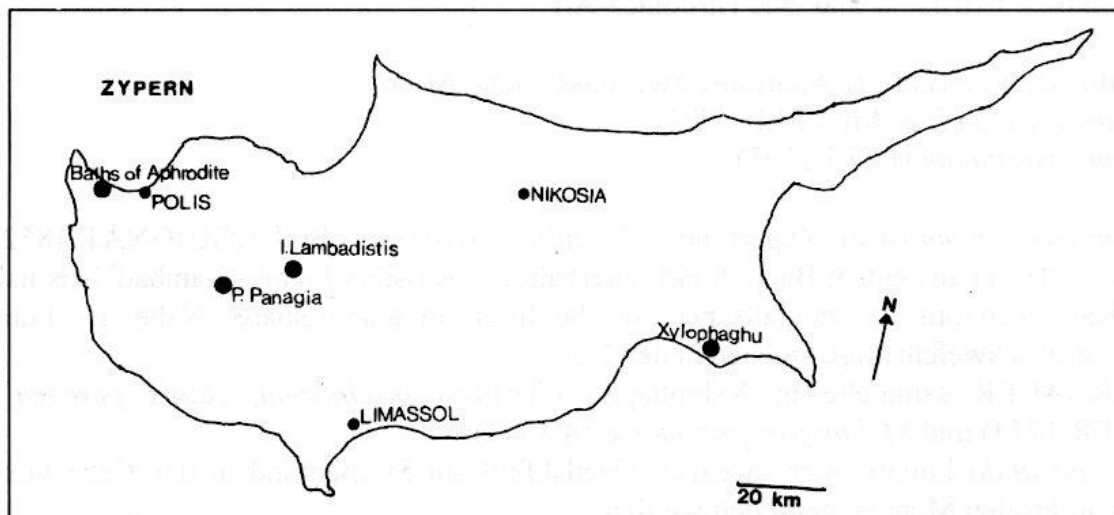 ZYPERN
Baths of Aphrodite
POLIS
NIKOSIA
I.Lambadistis
P. Panagia
Xylophaghu
N
LIMASSOL
20 km